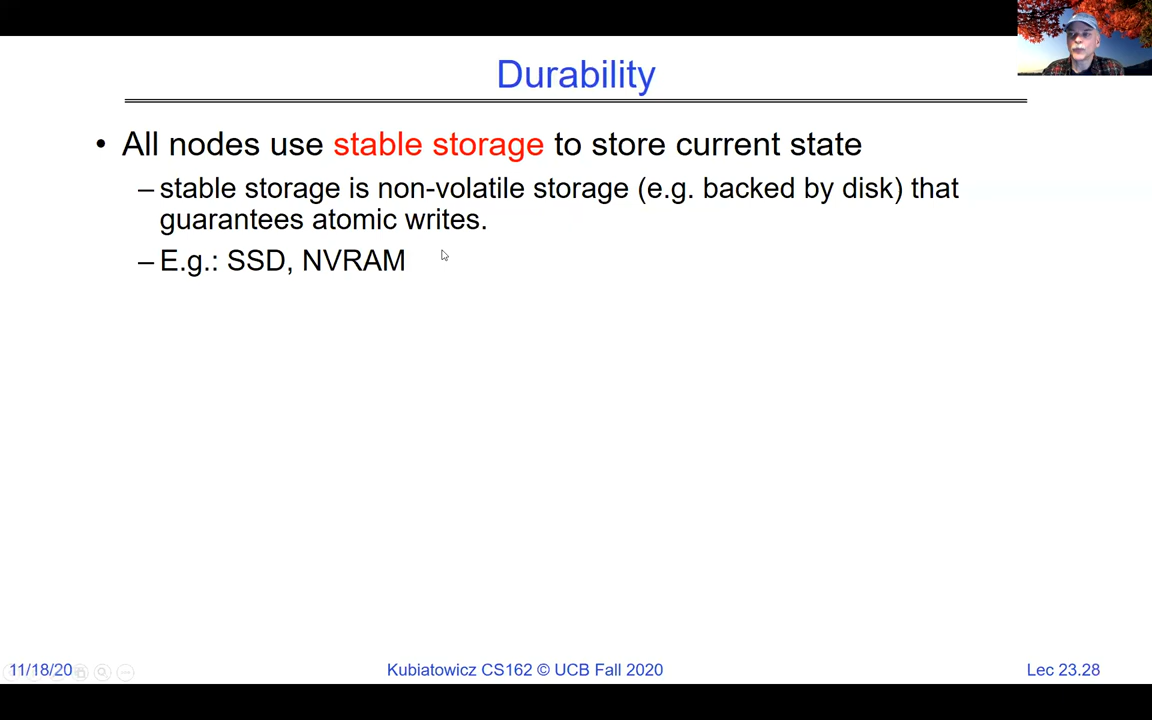 Durability
• All nodes use stable storage to store current state
– stable storage is non-volatile storage (e.g. backed by disk) that
guarantees atomic writes.
– E.g.: SSD, NVRAM
11/18/20
Kubiatowicz CS162 © UCB Fall 2020
Lec 23.28